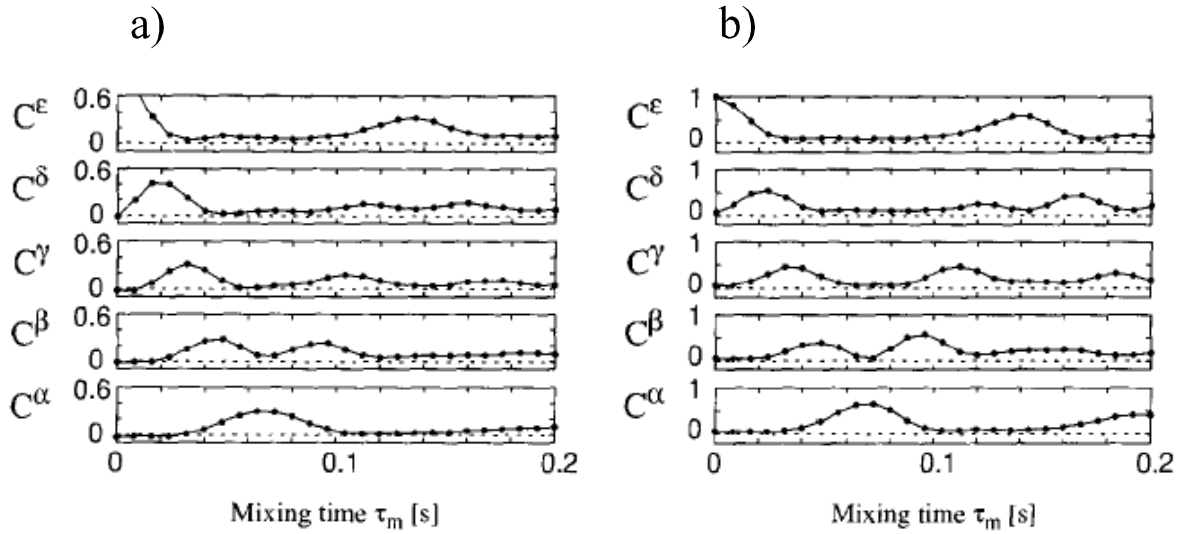 a) b)
C^ε 0.6 0 C^ε 1 0
C^δ 0.6 0 C^δ 1 0
C^γ 0.6 0 C^γ 1 0
C^β 0.6 0 C^β 1 0
C^α 0.6 0 C^α 1 0
0 0.1 0.2 0 0.1 0.2
Mixing time τ_m [s] Mixing time τ_m [s]